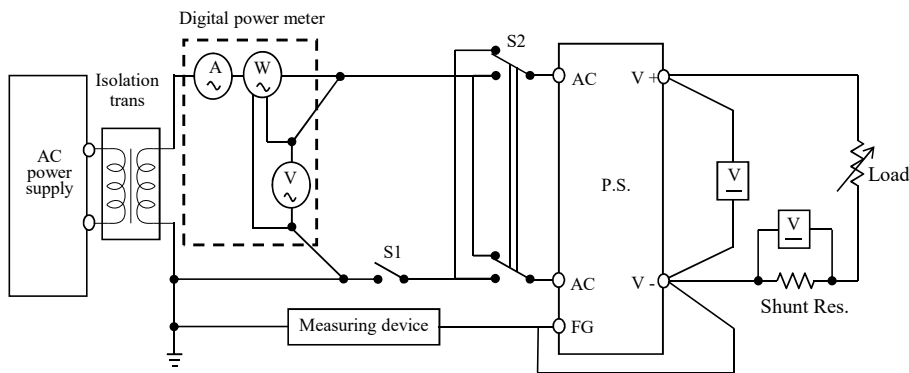 Digital power meter
S2
A
W
AC
V +
Isolation
trans
AC
power
supply
V
P.S.
V
Load
V
S1
AC
V -
Shunt Res.
Measuring device
FG